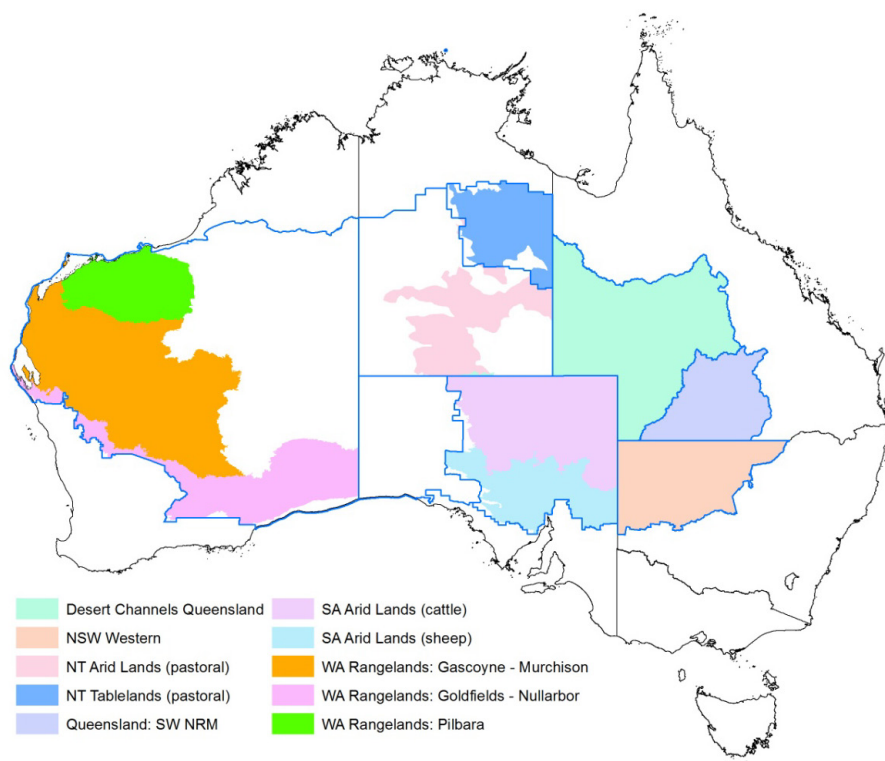 Desert Channels Queensland
NSW Western
NT Arid Lands (pastoral)
NT Tablelands (pastoral)
Queensland: SW NRM
SA Arid Lands (cattle)
SA Arid Lands (sheep)
WA Rangelands: Gascoyne - Murchison
WA Rangelands: Goldfields - Nullarbor
WA Rangelands: Pilbara